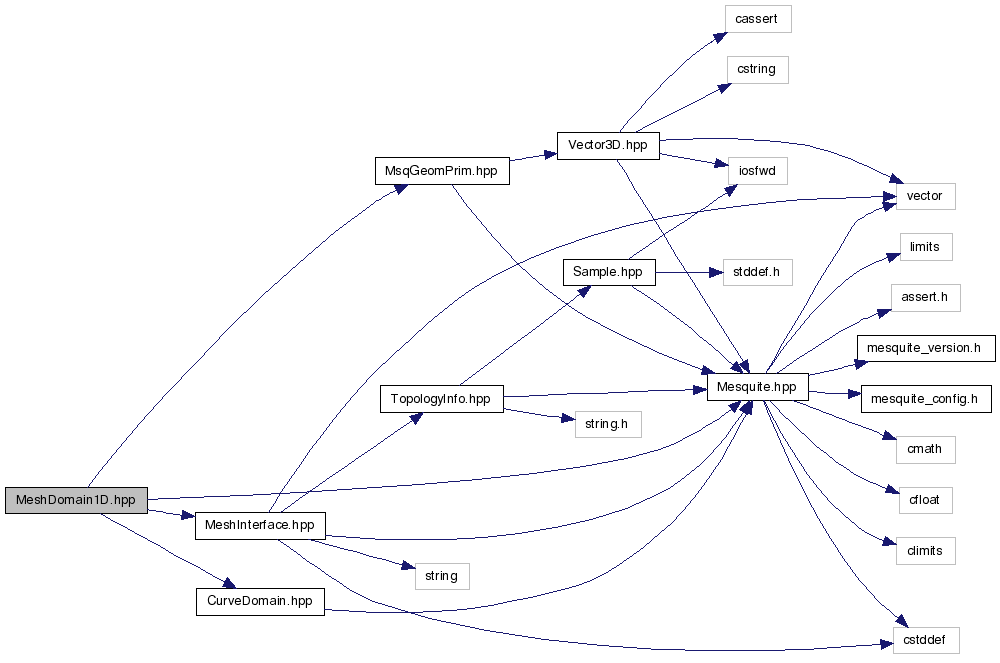 cassert
cstring
Vector3D.hpp
MsqGeomPrim.hpp
iosfwd
vector
limits
Sample.hpp
stddef.h
assert.h
mesquite_version.h
Mesquite.hpp
TopologyInfo.hpp
mesquite_config.h
string.h
cmath
MeshDomain1D.hpp
cfloat
MeshInterface.hpp
climits
string
CurveDomain.hpp
cstddef